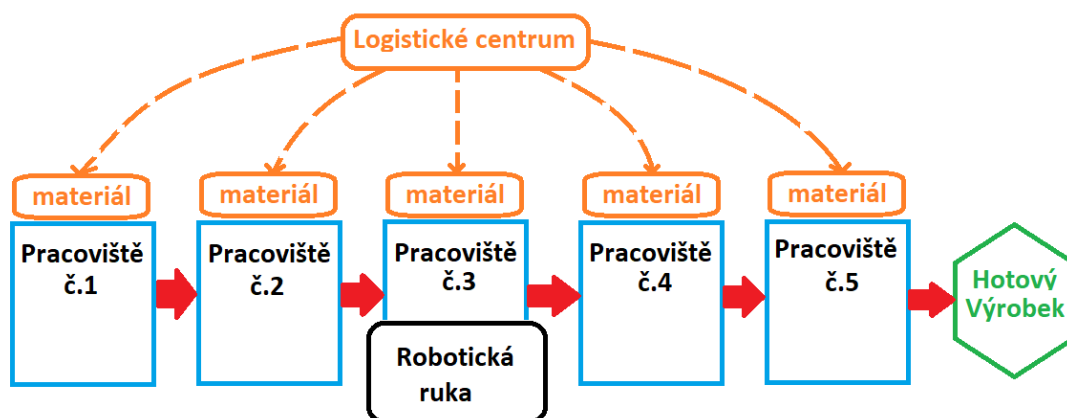 Logistické centrum
materiál
materiál
materiál
materiál
materiál
Pracoviště
č.1
Pracoviště
č.2
Pracoviště
č.3
Pracoviště
č.4
Pracoviště
č.5
Robotická
ruka
Hotový
Výrobek